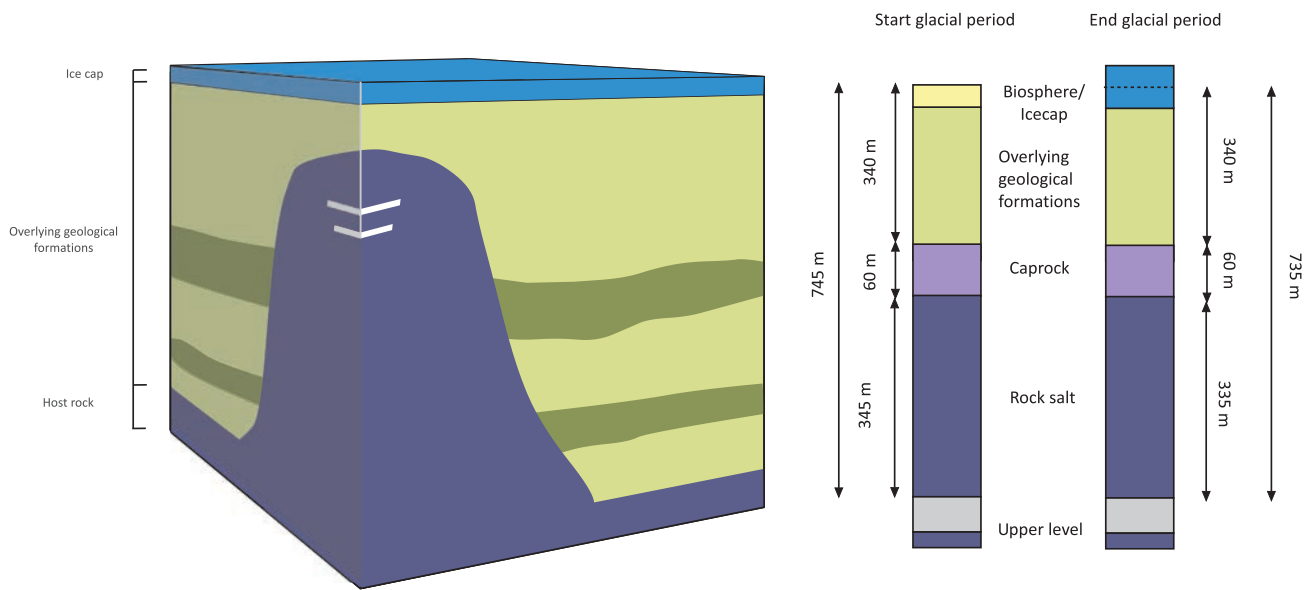 Ice cap
Overlying geological
formations
Host rock
Start glacial period
End glacial period
745 m
340 m
60 m
345 m
Biosphere/
Icecap
Overlying
geological
formations
Caprock
Rock salt
Upper level
340 m
60 m
335 m
735 m